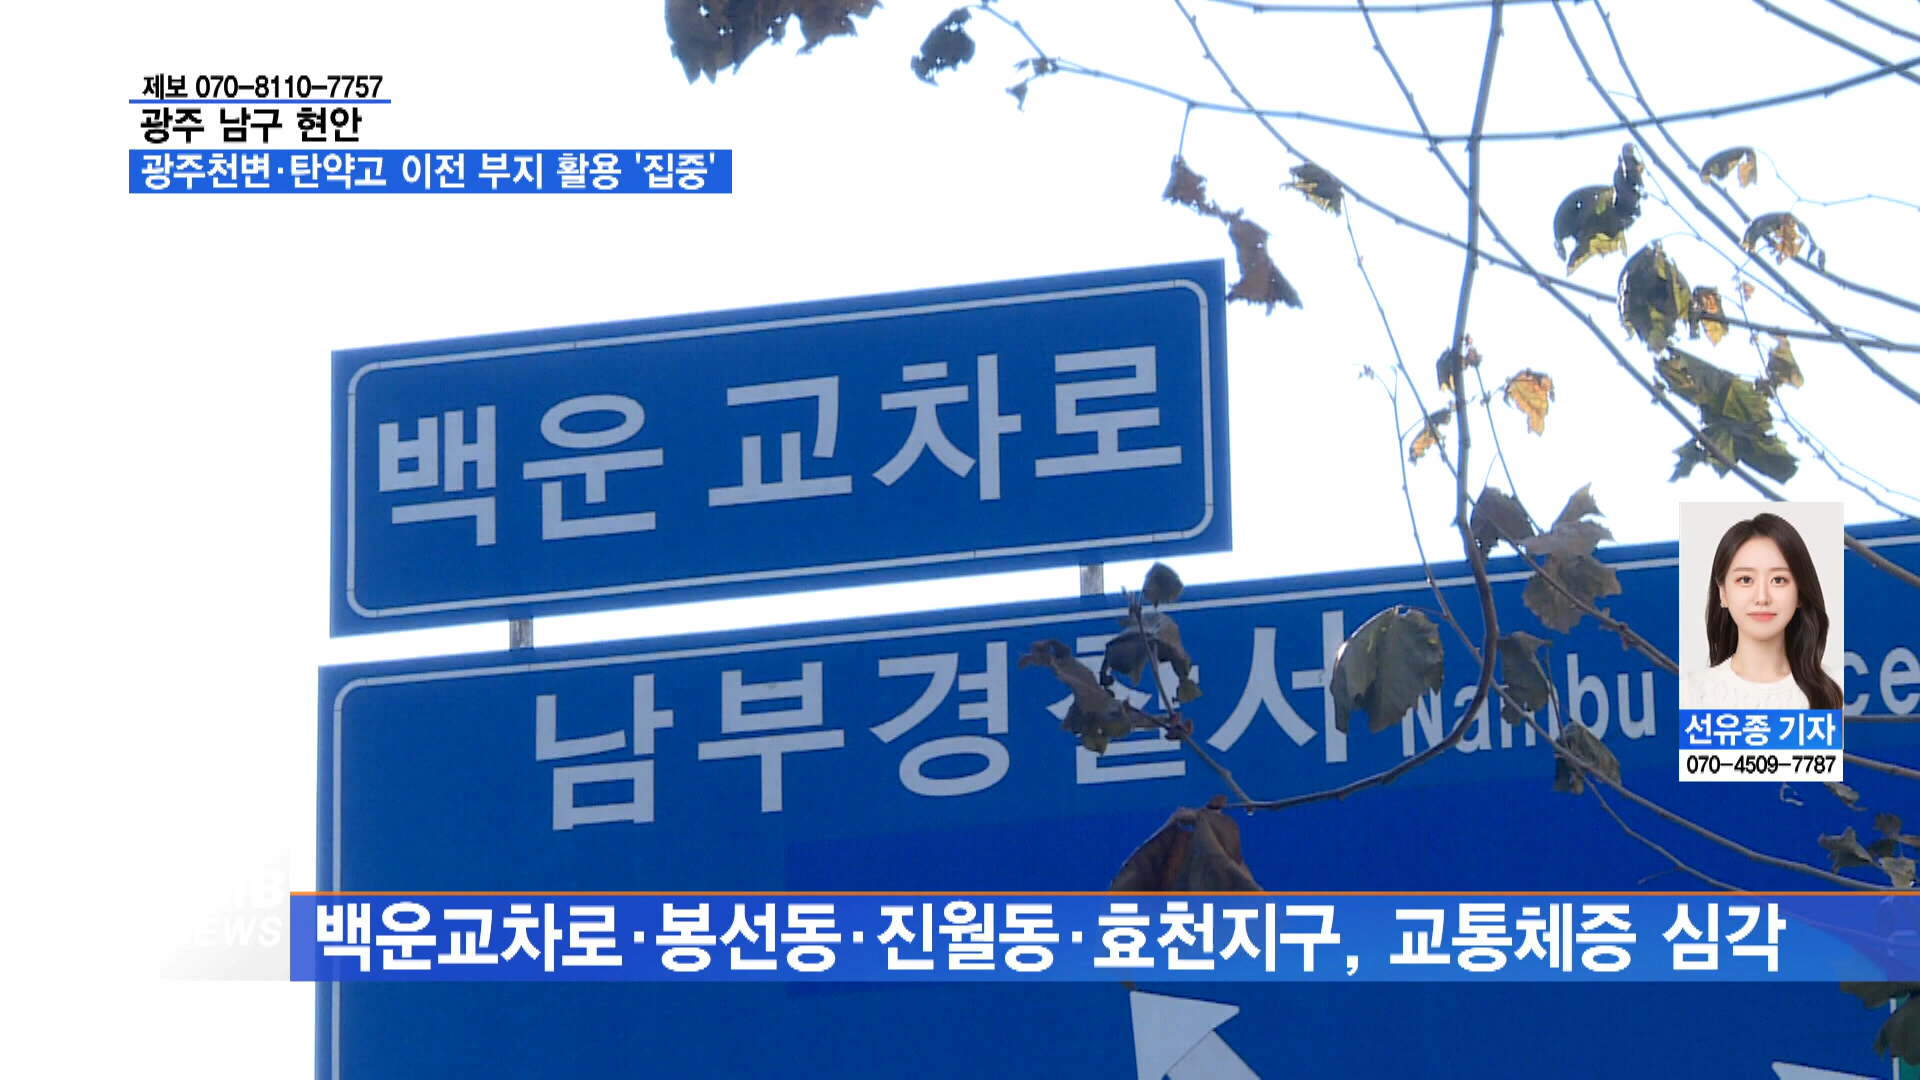 제보 070-8110-7757
광주 남구 현안
광주천변·탄약고 이전 부지 활용 '집중'
백운 교차로
남부경찰서 Nambu
선유종 기자
070-4509-7787
NEWS
백운교차로·봉선동·진월동·효천지구, 교통체증 심각